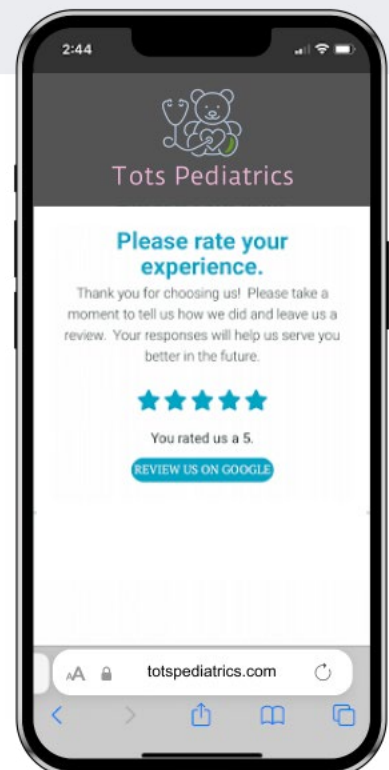 2:44
Tots Pediatrics
Please rate your
experience.
Thank you for choosing us! Please take a
moment to tell us how we did and leave us a
review. Your responses will help us serve you
better in the future.
You rated us a 5.
REVIEW US ON GOOGLE
AA totspediatrics.com